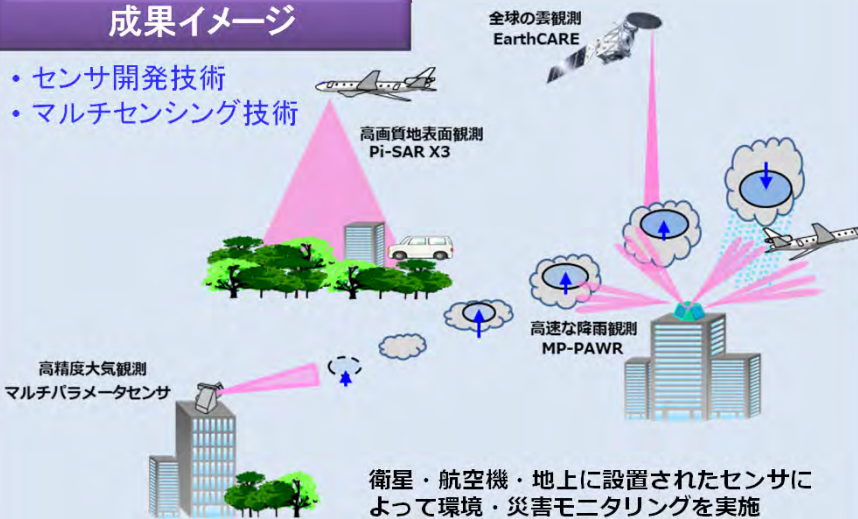 成果イメージ
・センサ開発技術
・マルチセンシング技術
全球の雲観測
EarthCARE
高画質地表面観測
Pi-SAR X3
高速な降雨観測
MP-PAWR
高精度大気観測
マルチパラメータセンサ
衛星・航空機・地上に設置されたセンサに
よって環境・災害モニタリングを実施